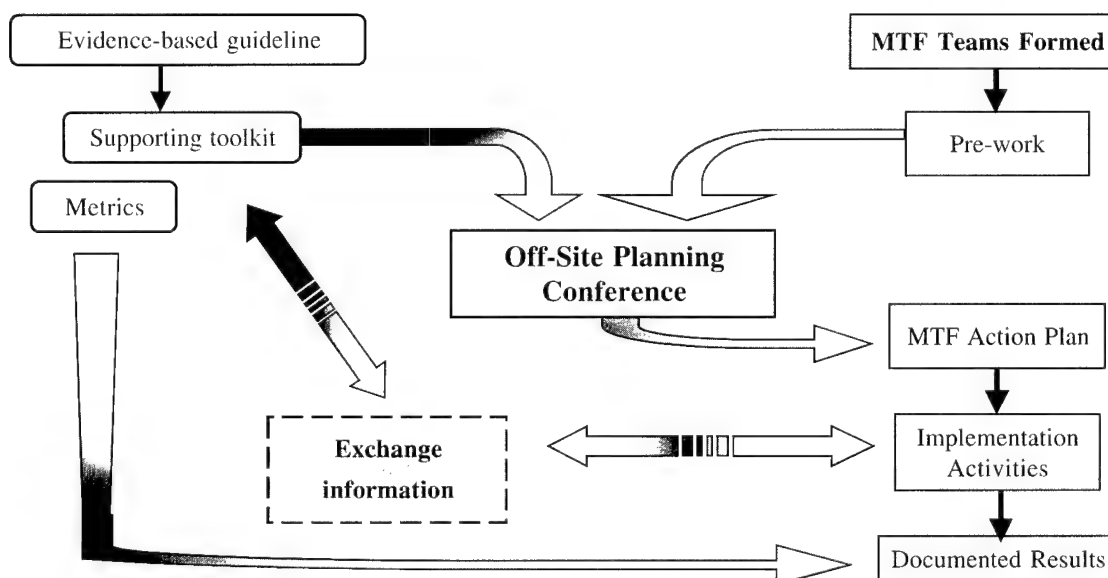 Evidence-based guideline
MTF Teams Formed
Supporting toolkit
Pre-work
Metrics
Off-Site Planning
Conference
MTF Action Plan
Exchange
information
Implementation
Activities
Documented Results